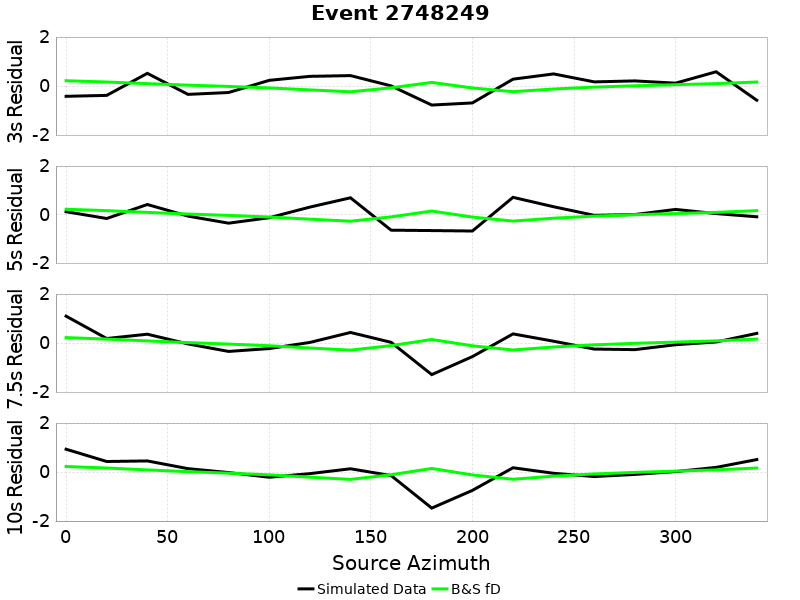 Event 2748249
3s Residual
2
0
-2
5s Residual
2
0
-2
7.5s Residual
2
0
-2
10s Residual
2
0
-2
0 50 100 150 200 250 300
Source Azimuth
Simulated Data B&S fD